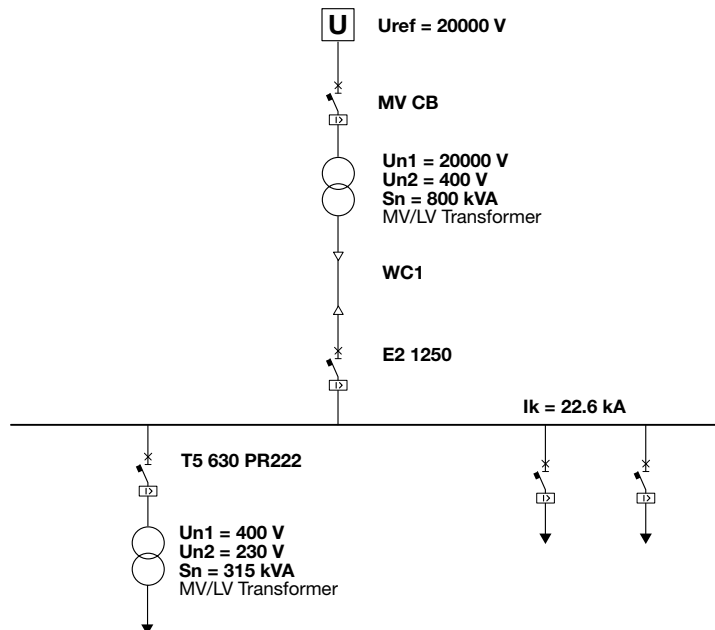 U
Uref = 20000 V
MV CB
I>
Un1 = 20000 V
Un2 = 400 V
Sn = 800 kVA
MV/LV Transformer
WC1
E2 1250
I>
Ik = 22.6 kA
T5 630 PR222
I>
I>
I>
Un1 = 400 V
Un2 = 230 V
Sn = 315 kVA
MV/LV Transformer